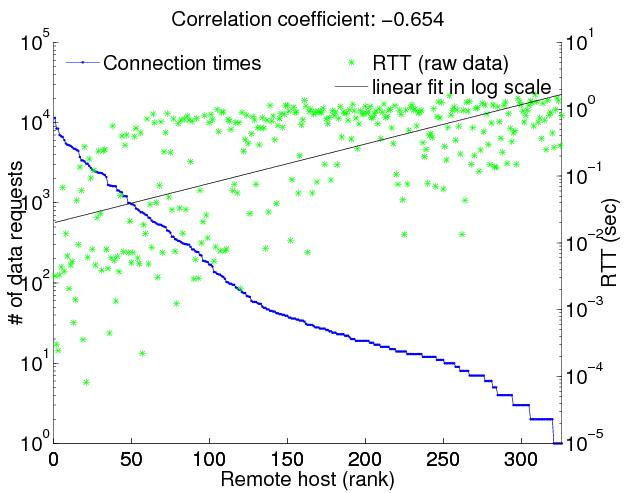 Correlation coefficient: −0.654
10^5
10^4
10^3
10^2
10^1
10^0
# of data requests
Connection times
RTT (raw data)
linear fit in log scale
10^1
10^0
10^−1
10^−2
10^−3
10^−4
10^−5
RTT (sec)
0 50 100 150 200 250 300
Remote host (rank)